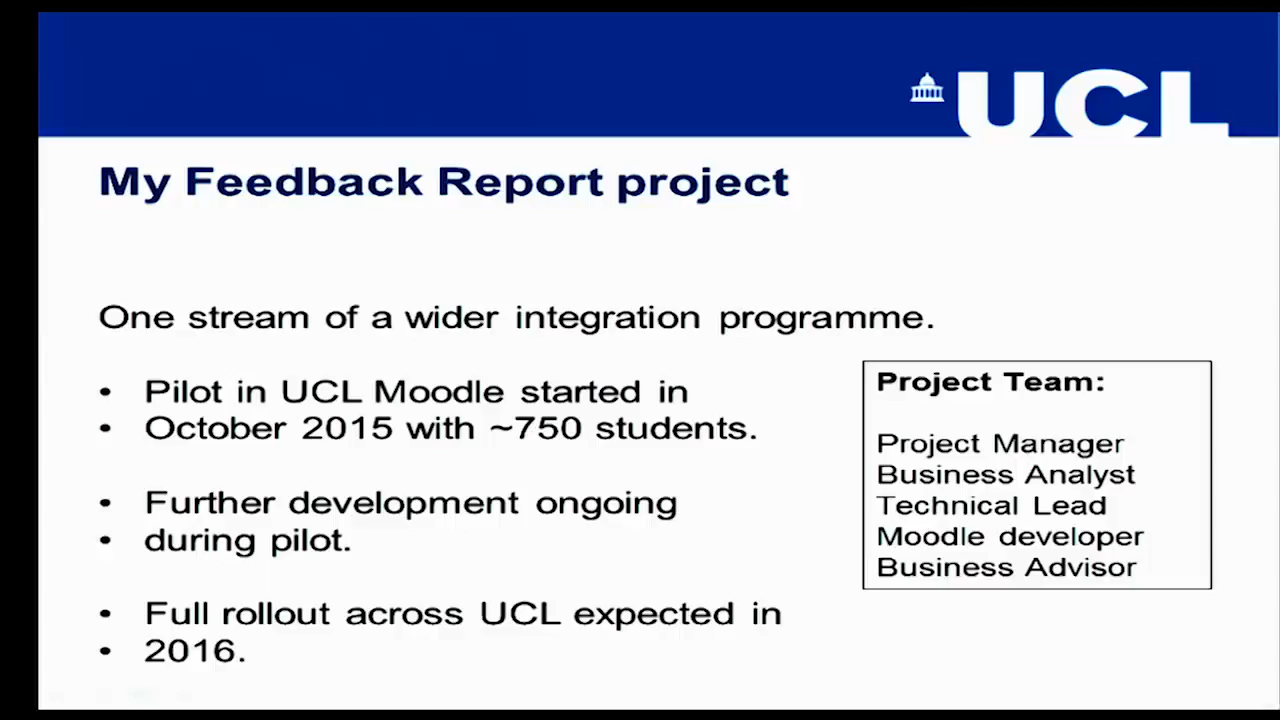 UCL
My Feedback Report project
One stream of a wider integration programme.
• Pilot in UCL Moodle started in
• October 2015 with ~750 students.
• Further development ongoing
• during pilot.
• Full rollout across UCL expected in
• 2016.
Project Team:
Project Manager
Business Analyst
Technical Lead
Moodle developer
Business Advisor